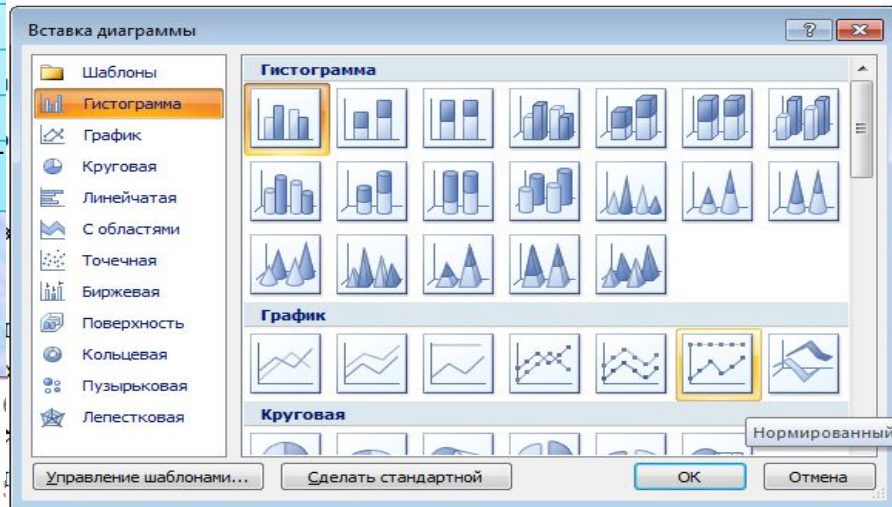 Вставка диаграммы
Шаблоны
Гистограмма
График
Круговая
Линейчатая
С областями
Точечная
Биржевая
Поверхность
Кольцевая
Пузырьковая
Лепестковая
Гистограмма
График
Круговая
Нормированный
Управление шаблонами...
Сделать стандартной
ОК
Отмена